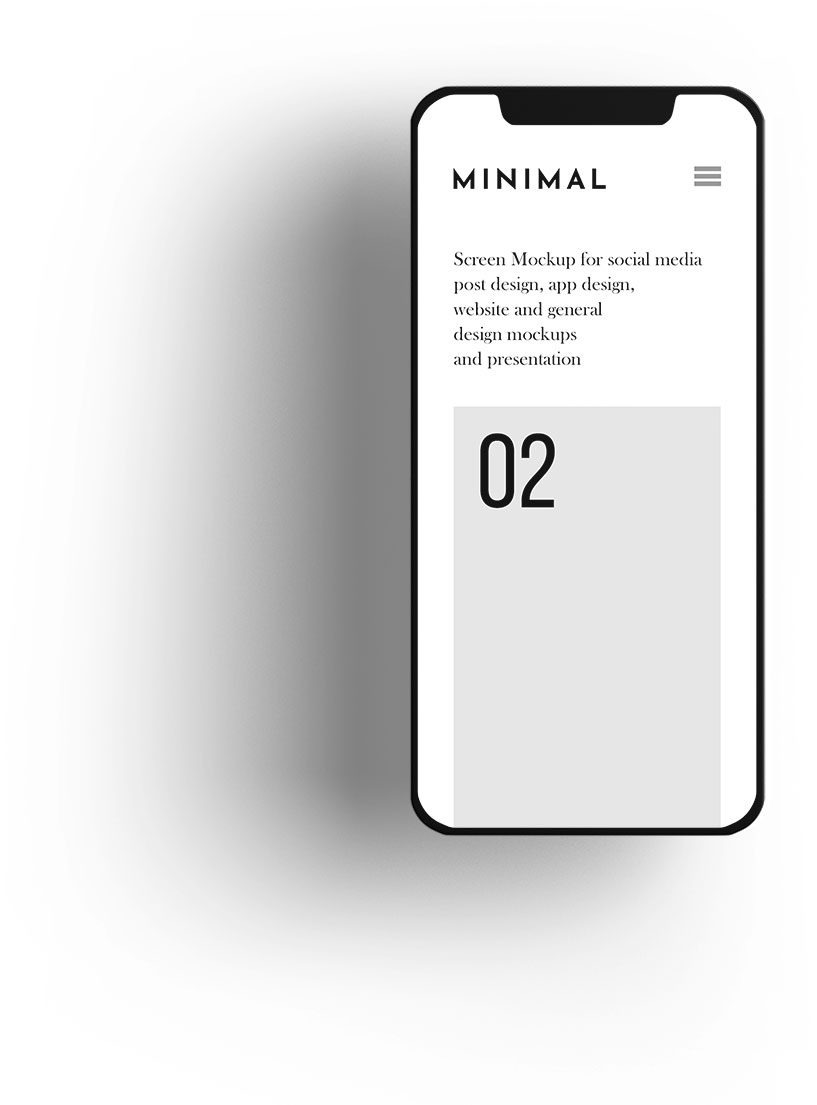 MINIMAL
Screen Mockup for social media
post design, app design,
website and general
design mockups
and presentation
02